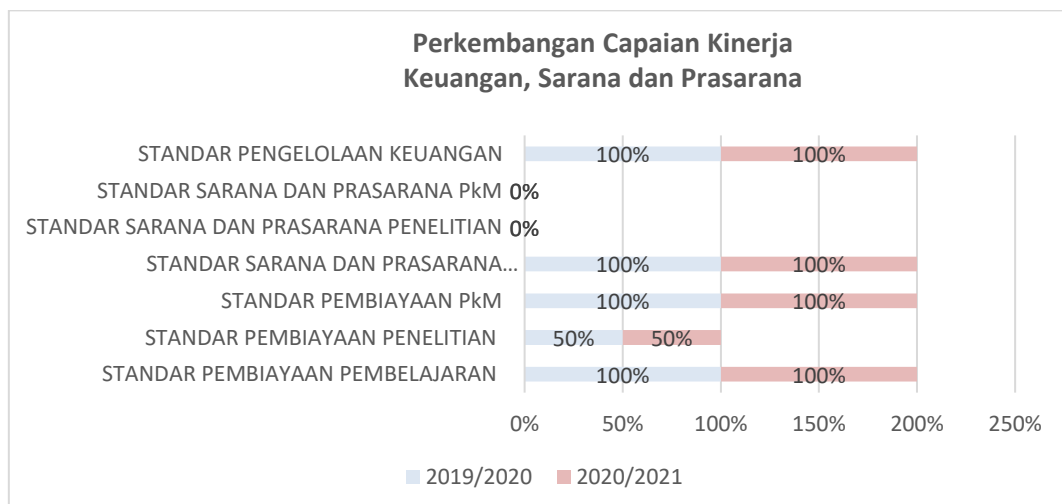 Perkembangan Capaian Kinerja
Keuangan, Sarana dan Prasarana
STANDAR PENGELOLAAN KEUANGAN 100% 100%
STANDAR SARANA DAN PRASARANA PkM 0%
STANDAR SARANA DAN PRASARANA PENELITIAN 0%
STANDAR SARANA DAN PRASARANA... 100% 100%
STANDAR PEMBIAYAAN PkM 100% 100%
STANDAR PEMBIAYAAN PENELITIAN 50% 50%
STANDAR PEMBIAYAAN PEMBELAJARAN 100% 100%
0% 50% 100% 150% 200% 250%
2019/2020 2020/2021